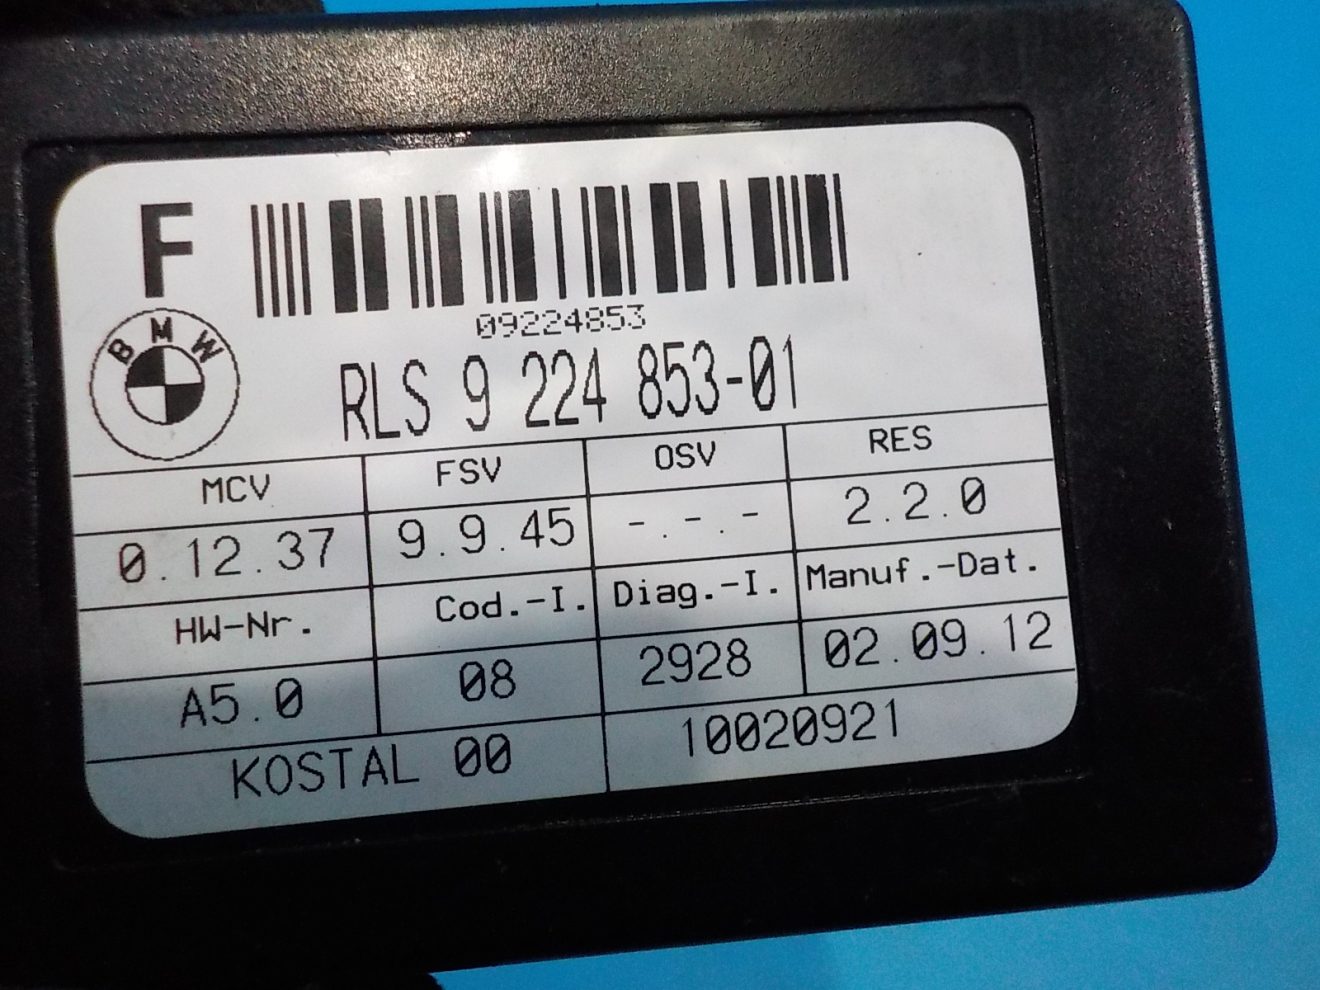 F
09224853
BMW
RLS 9 224 853-01
MCV FSV OSV RES
0.12.37 9.9.45 -.-.- 2.2.0
HW-Nr. Cod.-I. Diag.-I. Manuf.-Dat.
A5.0 08 2928 02.09.12
KOSTAL 00 10020921